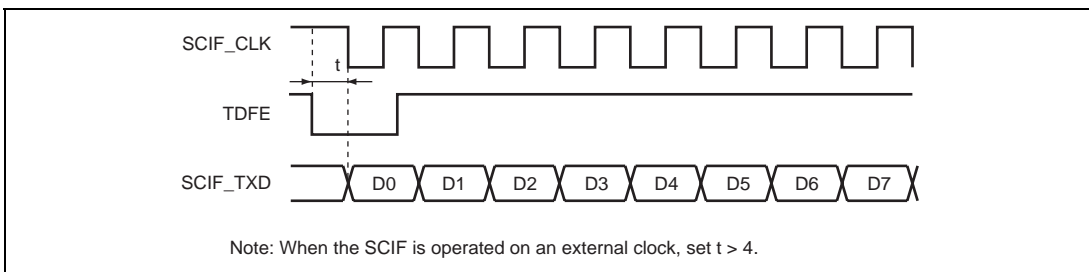 SCIF_CLK
t
TDFE
SCIF_TXD D0 D1 D2 D3 D4 D5 D6 D7
Note: When the SCIF is operated on an external clock, set t > 4.